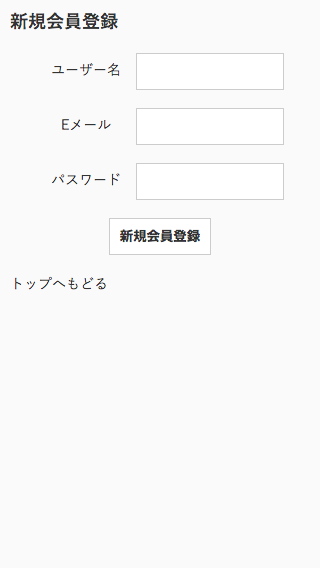 新規会員登録
ユーザー名
Eメール
パスワード
新規会員登録
トップへもどる